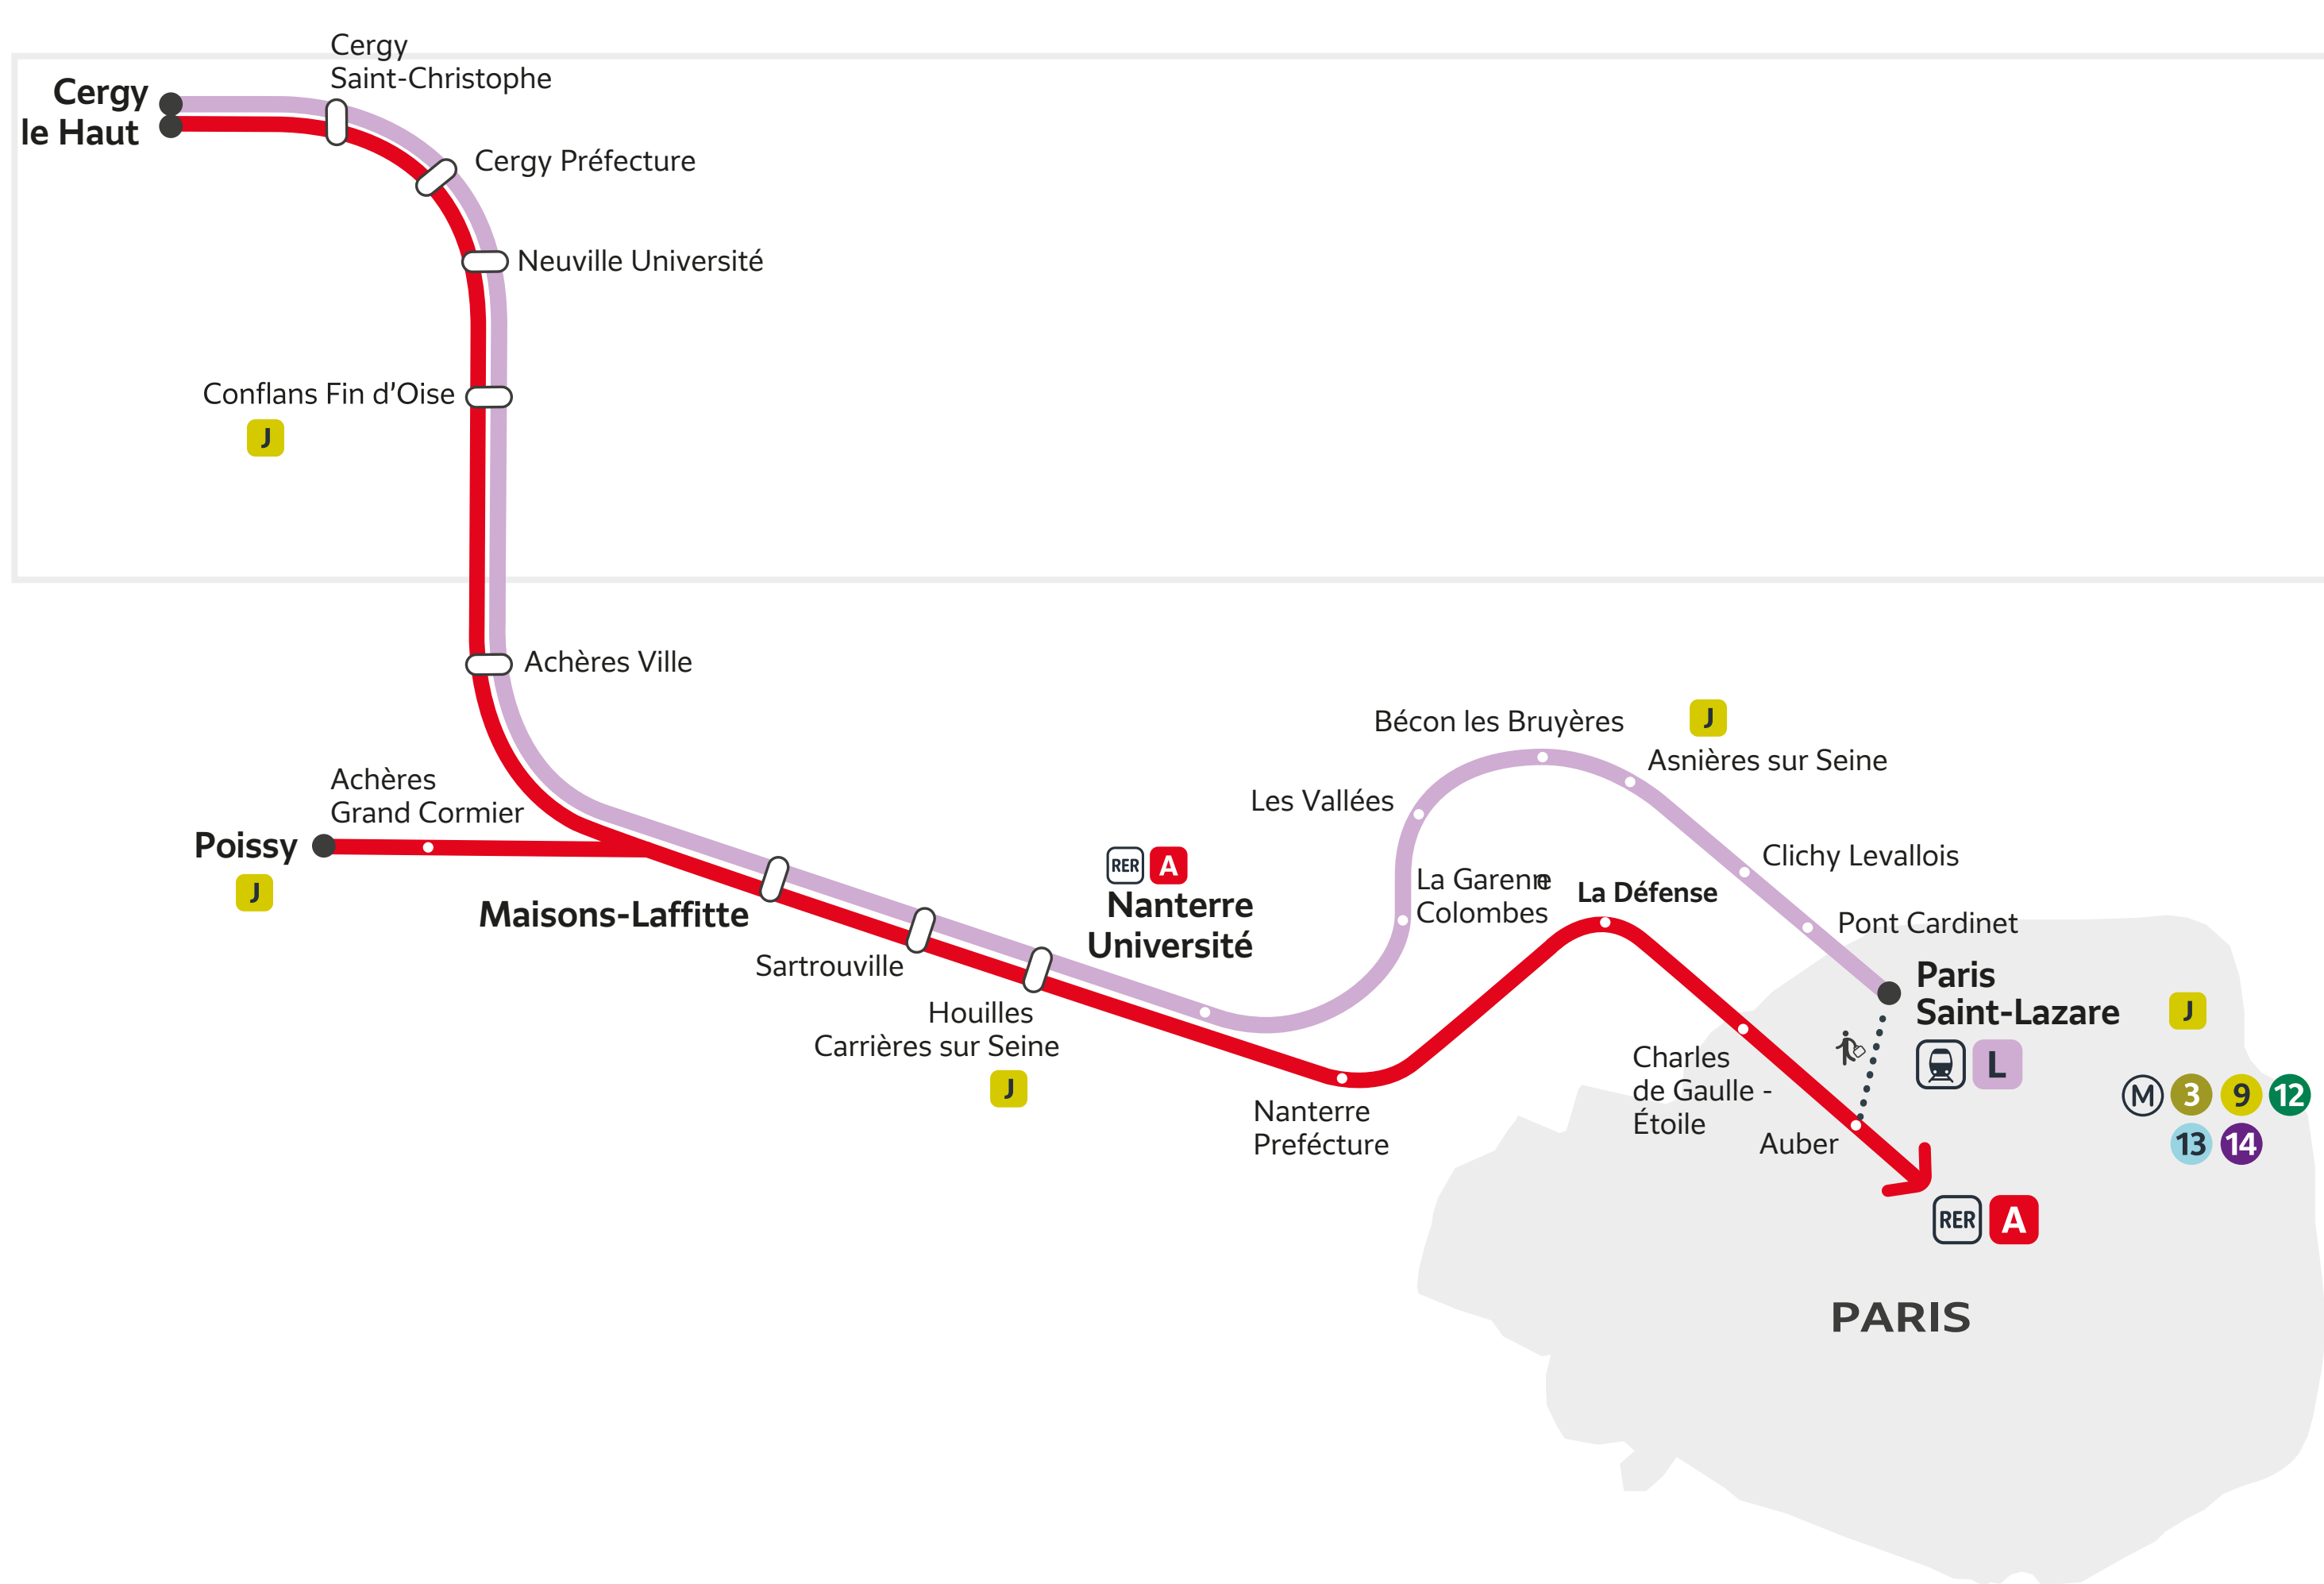 Cergy
Saint-Christophe
Cergy
le Haut
Cergy Préfecture
Neuville Université
Conflans Fin d'Oise
J
Achères Ville
Achères
Grand Cormier
Poissy
J
Maisons-Laffitte
Sartrouville
Houilles
Carrières sur Seine
J
RER A
Nanterre
Université
Nanterre
Prefécture
La Garenne
Colombes
Les Vallées
Bécon les Bruyères
J
Asnières sur Seine
Clichy Levallois
Pont Cardinet
La Défense
Paris
Saint-Lazare
J
L
M 3 9 12
13 14
Charles
de Gaulle -
Étoile
Auber
RER A
PARIS